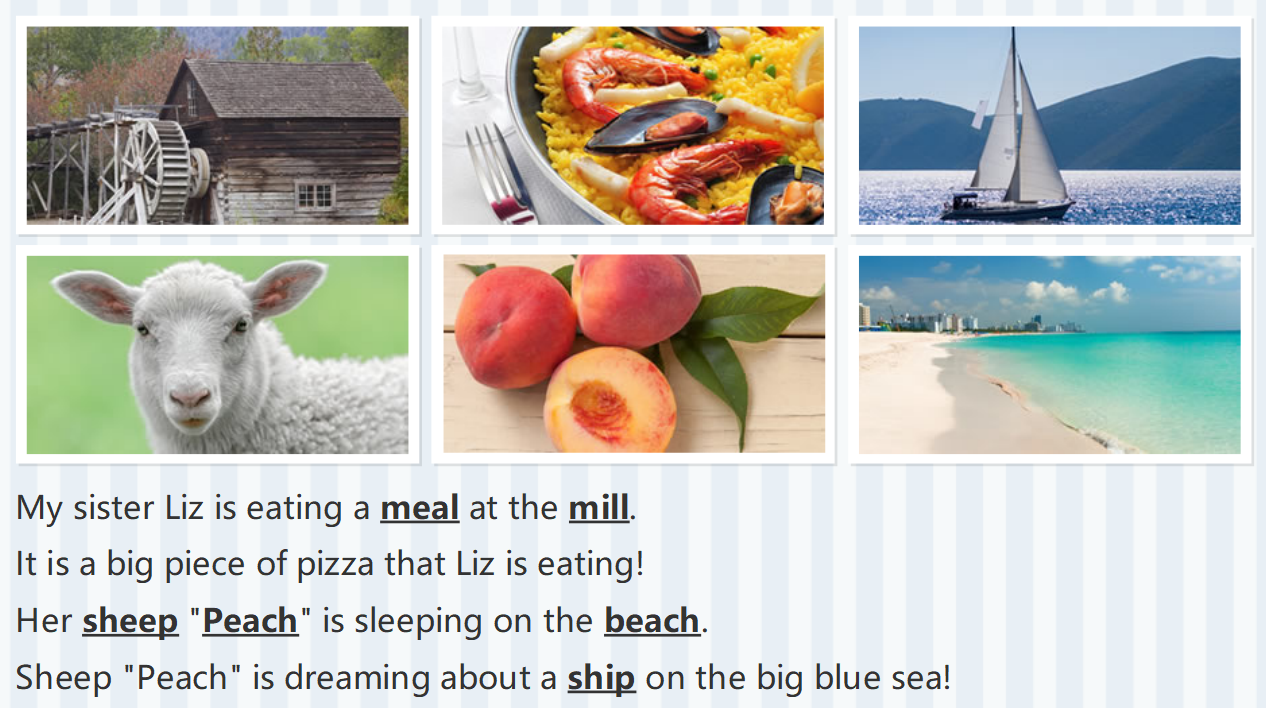 My sister Liz is eating a meal at the mill.
It is a big piece of pizza that Liz is eating!
Her sheep "Peach" is sleeping on the beach.
Sheep "Peach" is dreaming about a ship on the big blue sea!